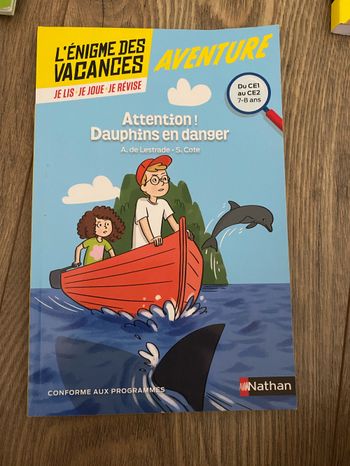 L'ÉNIGME DES
VACANCES
AVENTURE
JE LIS • JE JOUE • JE RÉVISE
Du CE1
au CE2
7-8 ans
Attention !
Dauphins en danger
A. de Lestrade • S. Cote
CONFORME AUX PROGRAMMES
Nathan